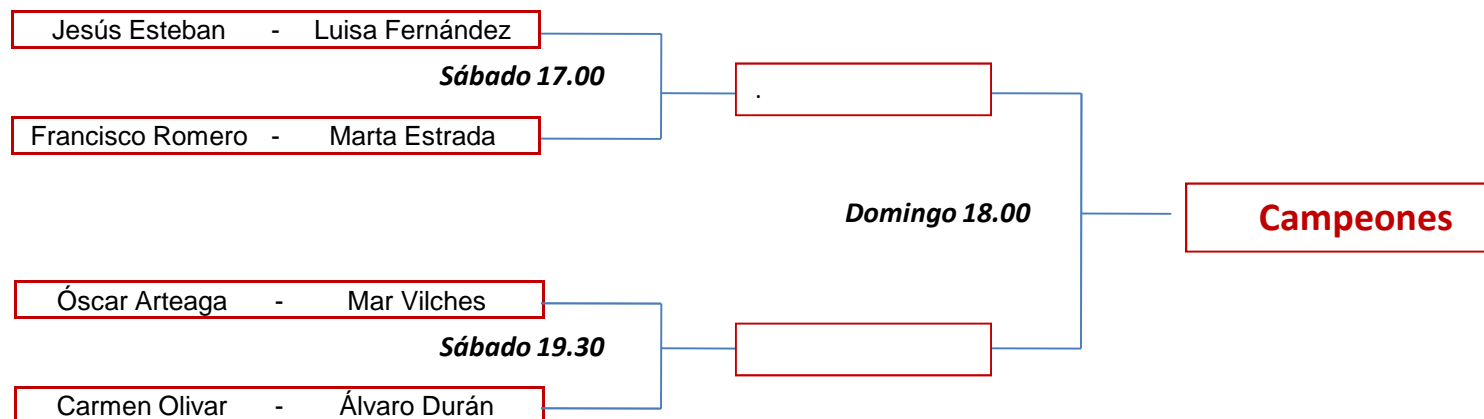 Jesús Esteban - Luisa Fernández
Sábado 17.00
.
Francisco Romero - Marta Estrada
Domingo 18.00
Campeones
Óscar Arteaga - Mar Vilches
Sábado 19.30
Carmen Olivar - Álvaro Durán